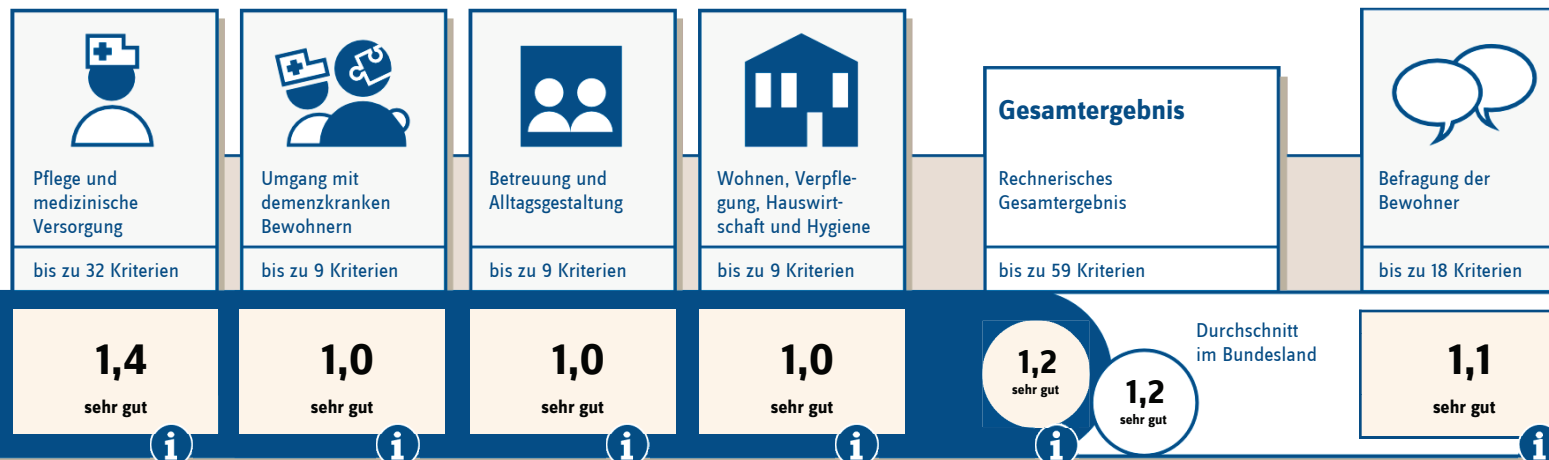 Pflege und
medizinische
Versorgung
bis zu 32 Kriterien
1,4
sehr gut
Umgang mit
demenzkranken
Bewohnern
bis zu 9 Kriterien
1,0
sehr gut
Betreuung und
Alltagsgestaltung
bis zu 9 Kriterien
1,0
sehr gut
Wohnen, Verpfle-
gung, Hauswirt-
schaft und Hygiene
bis zu 9 Kriterien
1,0
sehr gut
Gesamtergebnis
Rechnerisches
Gesamtergebnis
bis zu 59 Kriterien
1,2
sehr gut
Durchschnitt
im Bundesland
1,2
sehr gut
Befragung der
Bewohner
bis zu 18 Kriterien
1,1
sehr gut
i
i
i
i
i
i